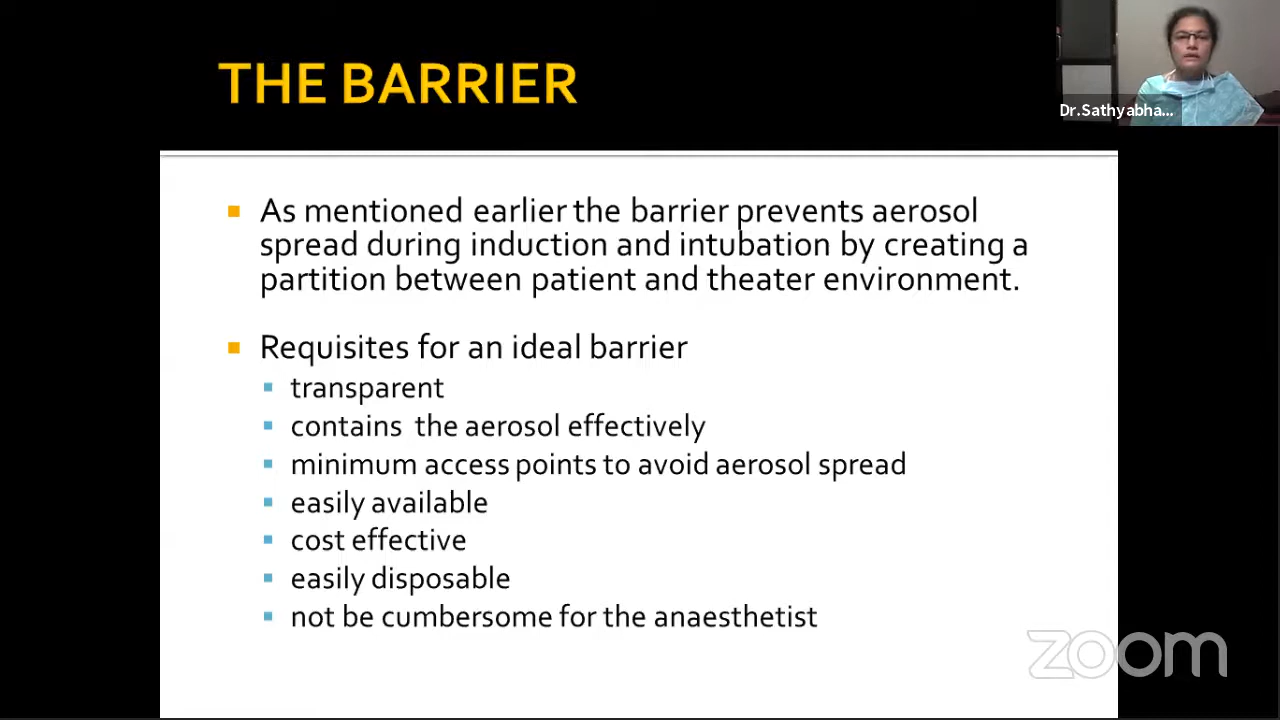 THE BARRIER
Dr.Sathyabha...
As mentioned earlier the barrier prevents aerosol
spread during induction and intubation by creating a
partition between patient and theater environment.
Requisites for an ideal barrier
transparent
contains the aerosol effectively
minimum access points to avoid aerosol spread
easily available
cost effective
easily disposable
not be cumbersome for the anaesthetist
zoom